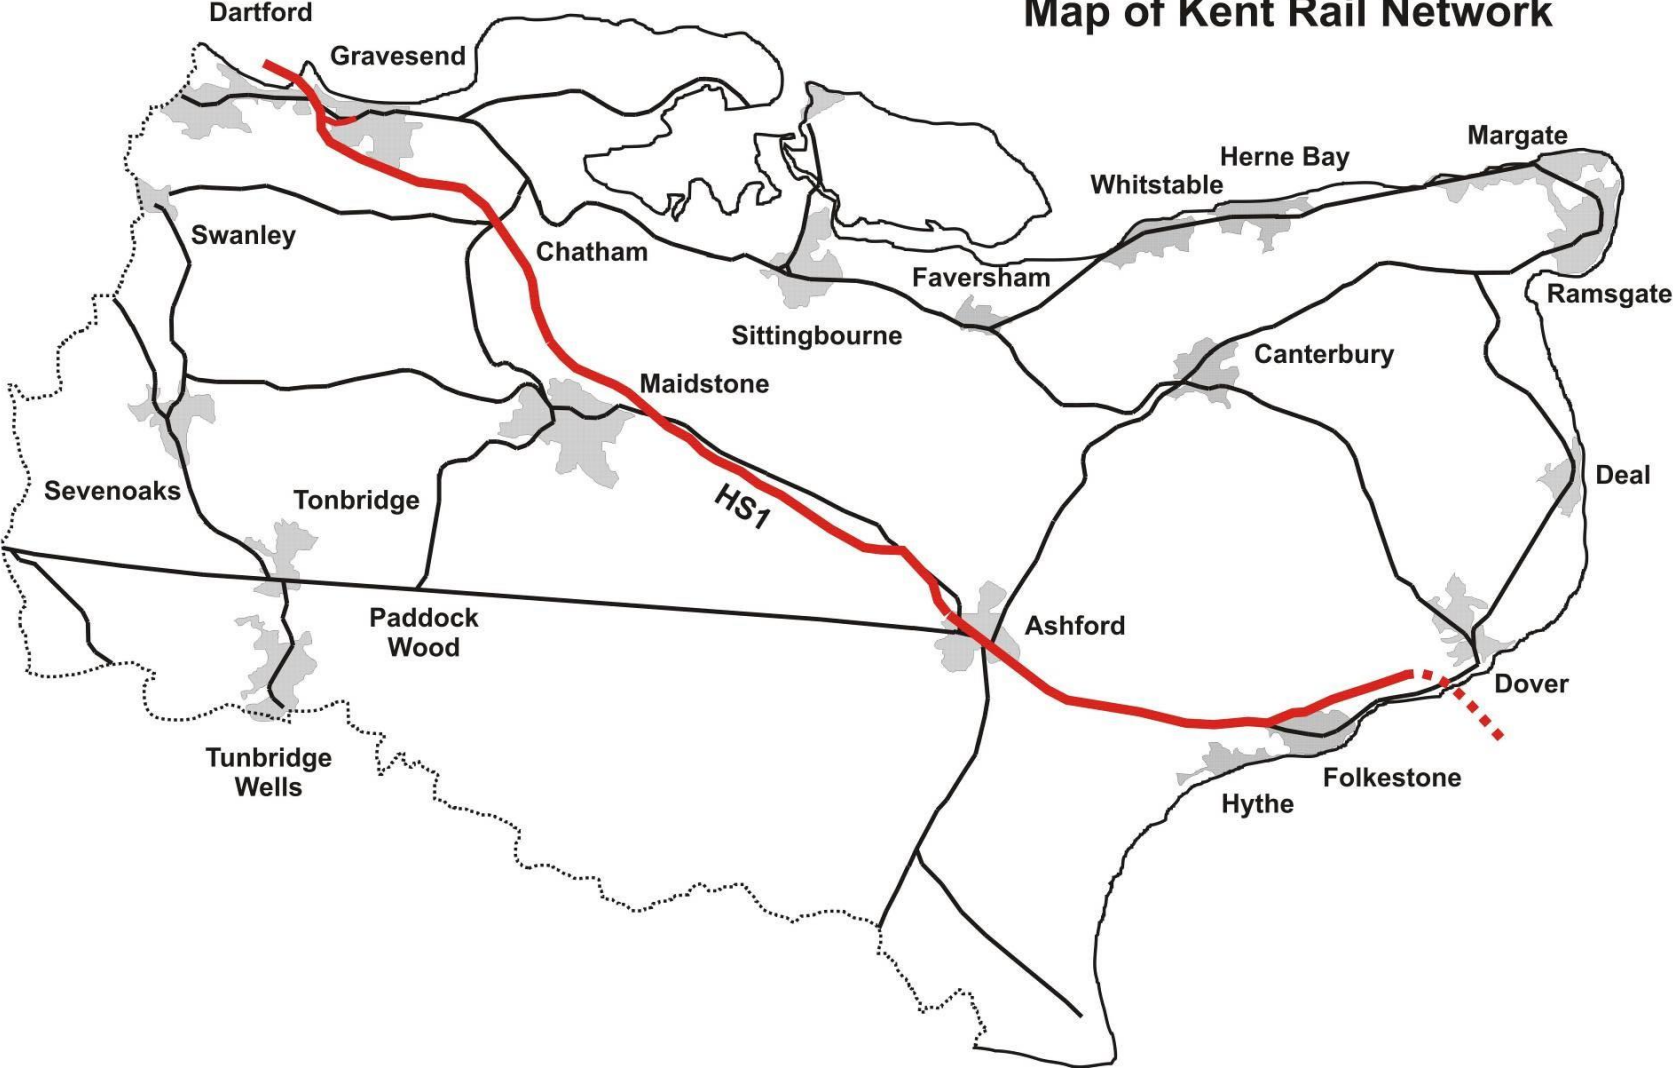 Map of Kent Rail Network
Dartford
Gravesend
Margate
Herne Bay
Whitstable
Swanley
Chatham
Faversham
Ramsgate
Sittingbourne
Canterbury
Maidstone
Deal
Sevenoaks
Tonbridge
HS1
Paddock
Wood
Ashford
Dover
Tunbridge
Wells
Folkestone
Hythe